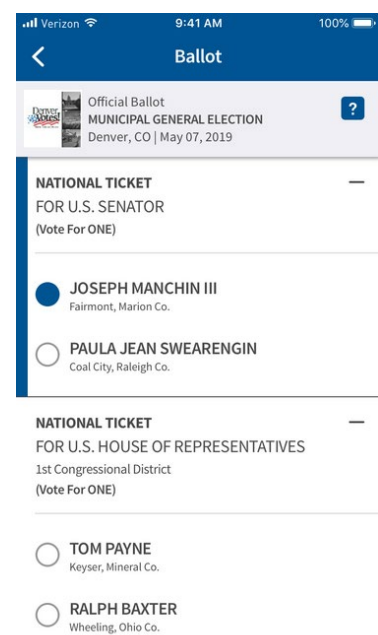 Verizon 9:41 AM 100%
Ballot
Denver
Votes!
Official Ballot
MUNICIPAL GENERAL ELECTION
Denver, CO | May 07, 2019
?
NATIONAL TICKET
FOR U.S. SENATOR
(Vote For ONE)
JOSEPH MANCHIN III
Fairmont, Marion Co.
PAULA JEAN SWEARENGIN
Coal City, Raleigh Co.
NATIONAL TICKET
FOR U.S. HOUSE OF REPRESENTATIVES
1st Congressional District
(Vote For ONE)
TOM PAYNE
Keyser, Mineral Co.
RALPH BAXTER
Wheeling, Ohio Co.